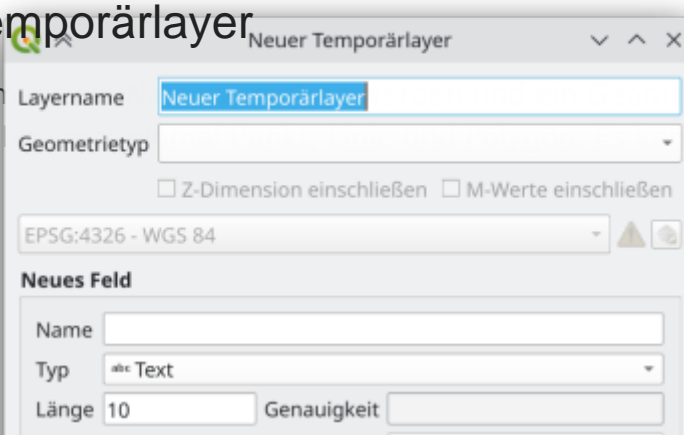 emporärlayer
Neuer Temporärlayer
Layername Neuer Temporärlayer
Geometrietyp
Z-Dimension einschließen M-Werte einschließen
EPSG:4326 - WGS 84
Neues Feld
Name
Typ abc Text
Länge 10 Genauigkeit